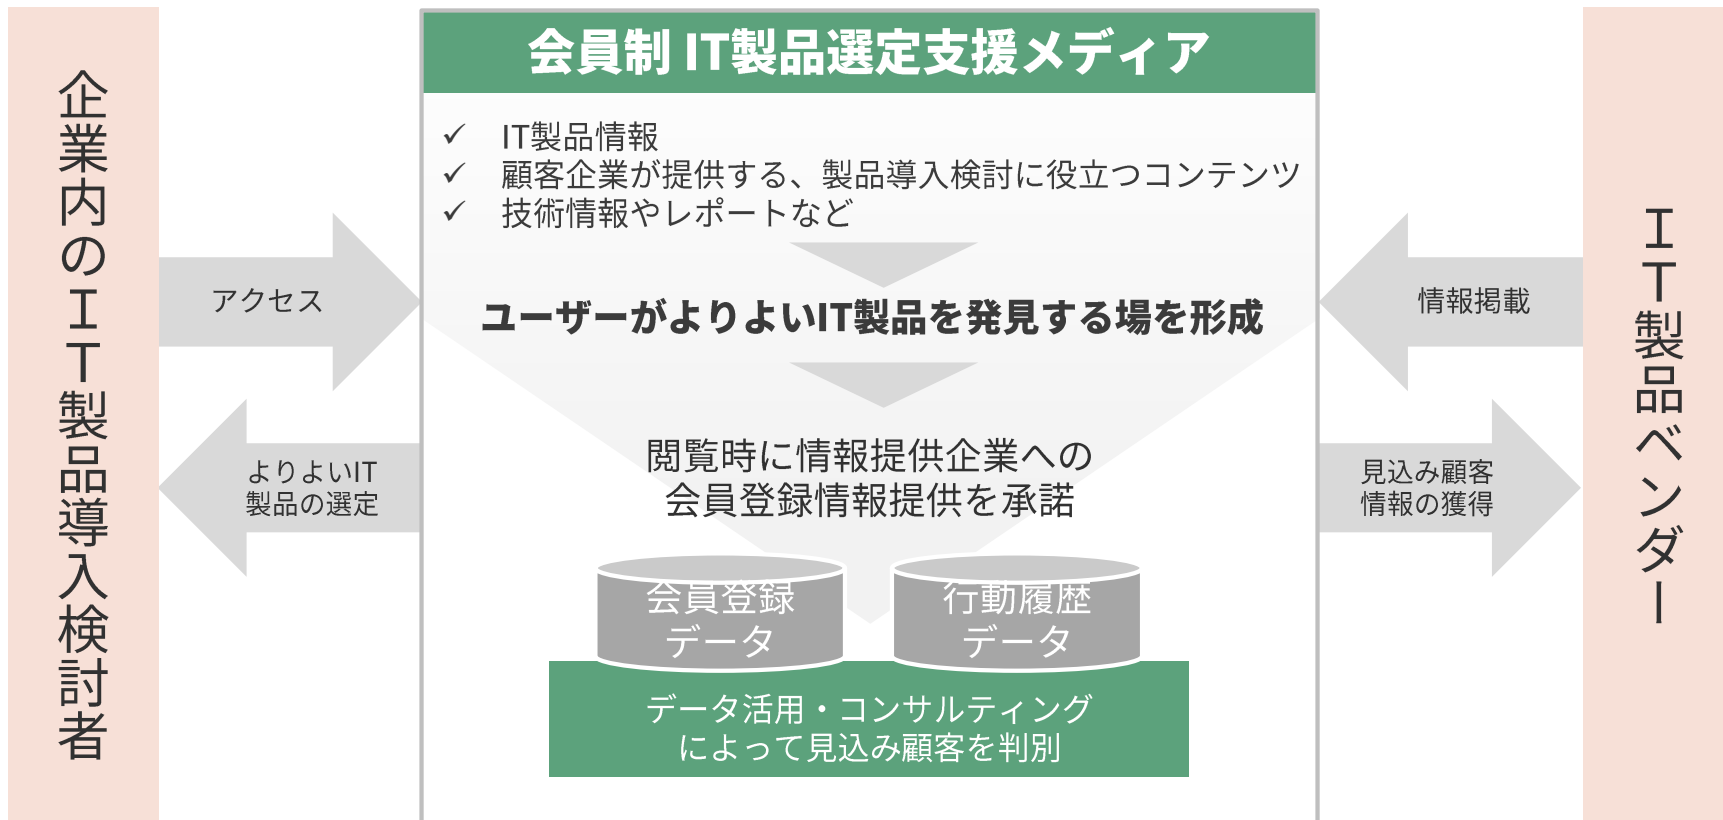 会員制 IT製品選定支援メディア
企業内のＩＴ製品導入検討者
✓ IT製品情報
✓ 顧客企業が提供する、製品導入検討に役立つコンテンツ
✓ 技術情報やレポートなど
アクセス
よりよいIT
製品の選定
ユーザーがよりよいIT製品を発見する場を形成
閲覧時に情報提供企業への
会員登録情報提供を承諾
会員登録
データ
行動履歴
データ
データ活用・コンサルティング
によって見込み顧客を判別
情報掲載
見込み顧客
情報の獲得
ＩＴ製品ベンダー